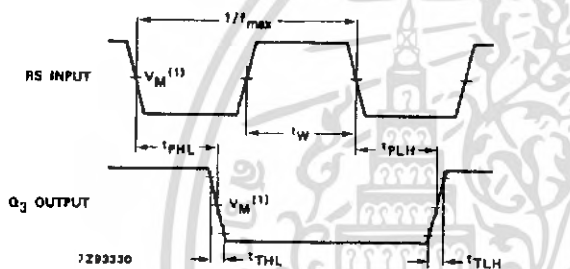 1/fmax
RS INPUT
VM(1)
tW
tPHL
tPLH
Q3 OUTPUT
VM(1)
7Z93330
tTHL
tTLH